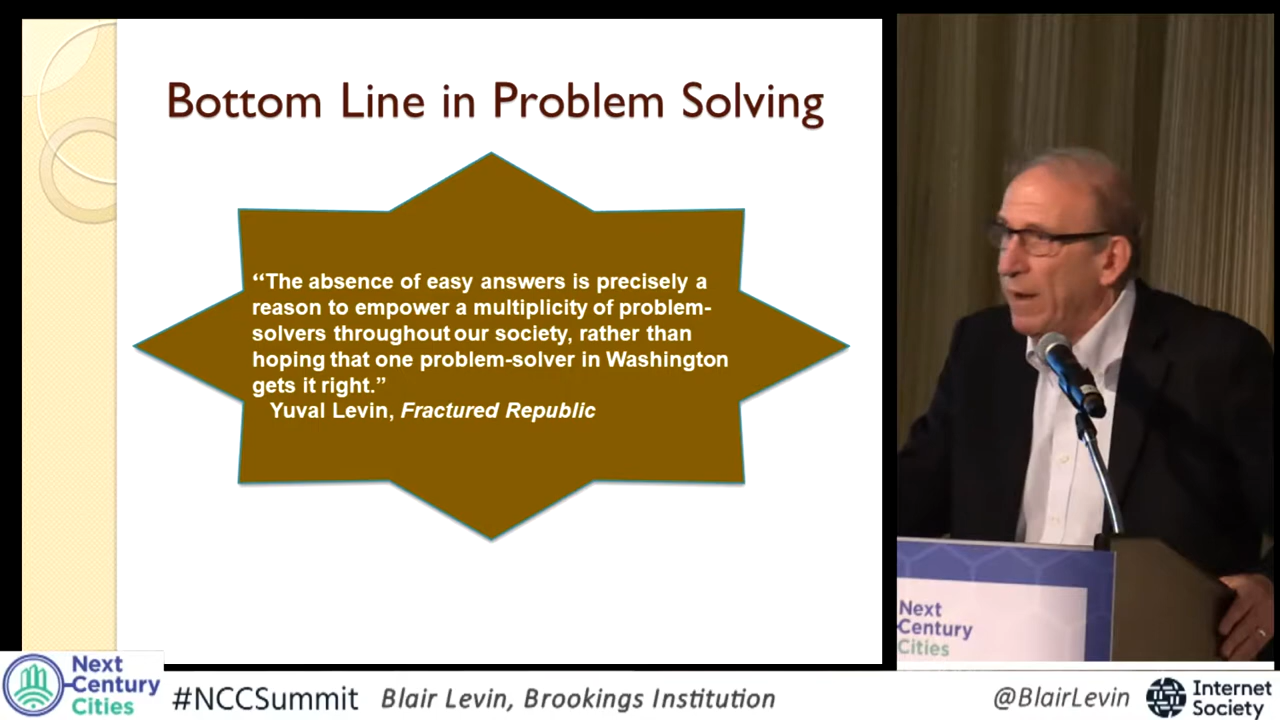 Bottom Line in Problem Solving
“The absence of easy answers is precisely a
reason to empower a multiplicity of problem-
solvers throughout our society, rather than
hoping that one problem-solver in Washington
gets it right.”
Yuval Levin, Fractured Republic
Next
Century
Cities
Next
Century
Cities
#NCCSummit
Blair Levin, Brookings Institution
@BlairLevin
Internet
Society